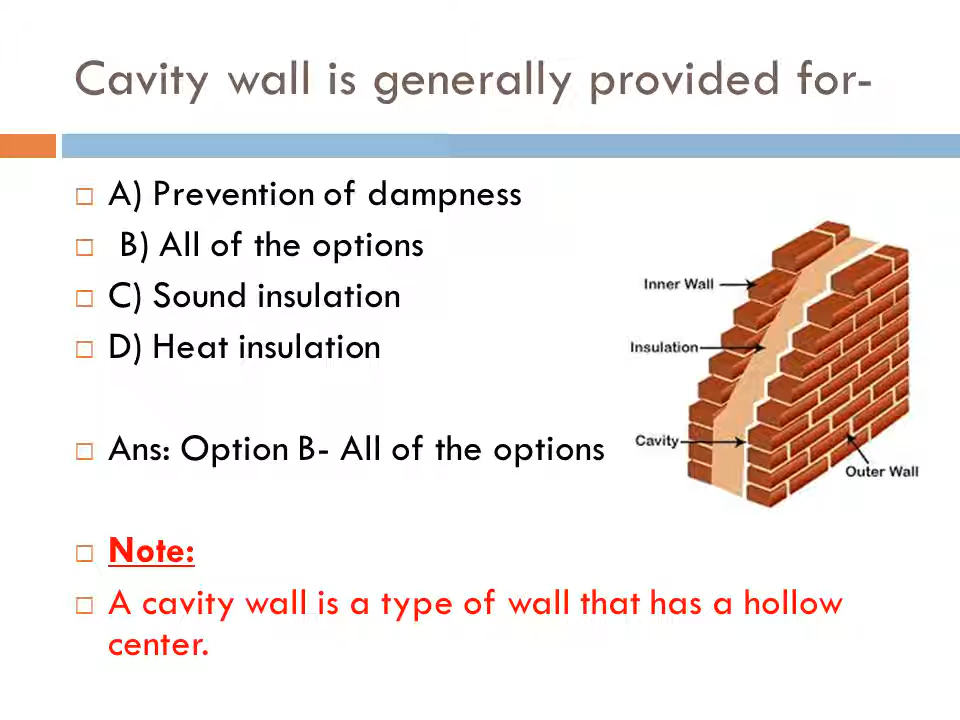 Cavity wall is generally provided for-
A) Prevention of dampness
B) All of the options
C) Sound insulation
D) Heat insulation
Inner Wall
Insulation
Cavity
Outer Wall
Ans: Option B- All of the options
Note:
A cavity wall is a type of wall that has a hollow
center.